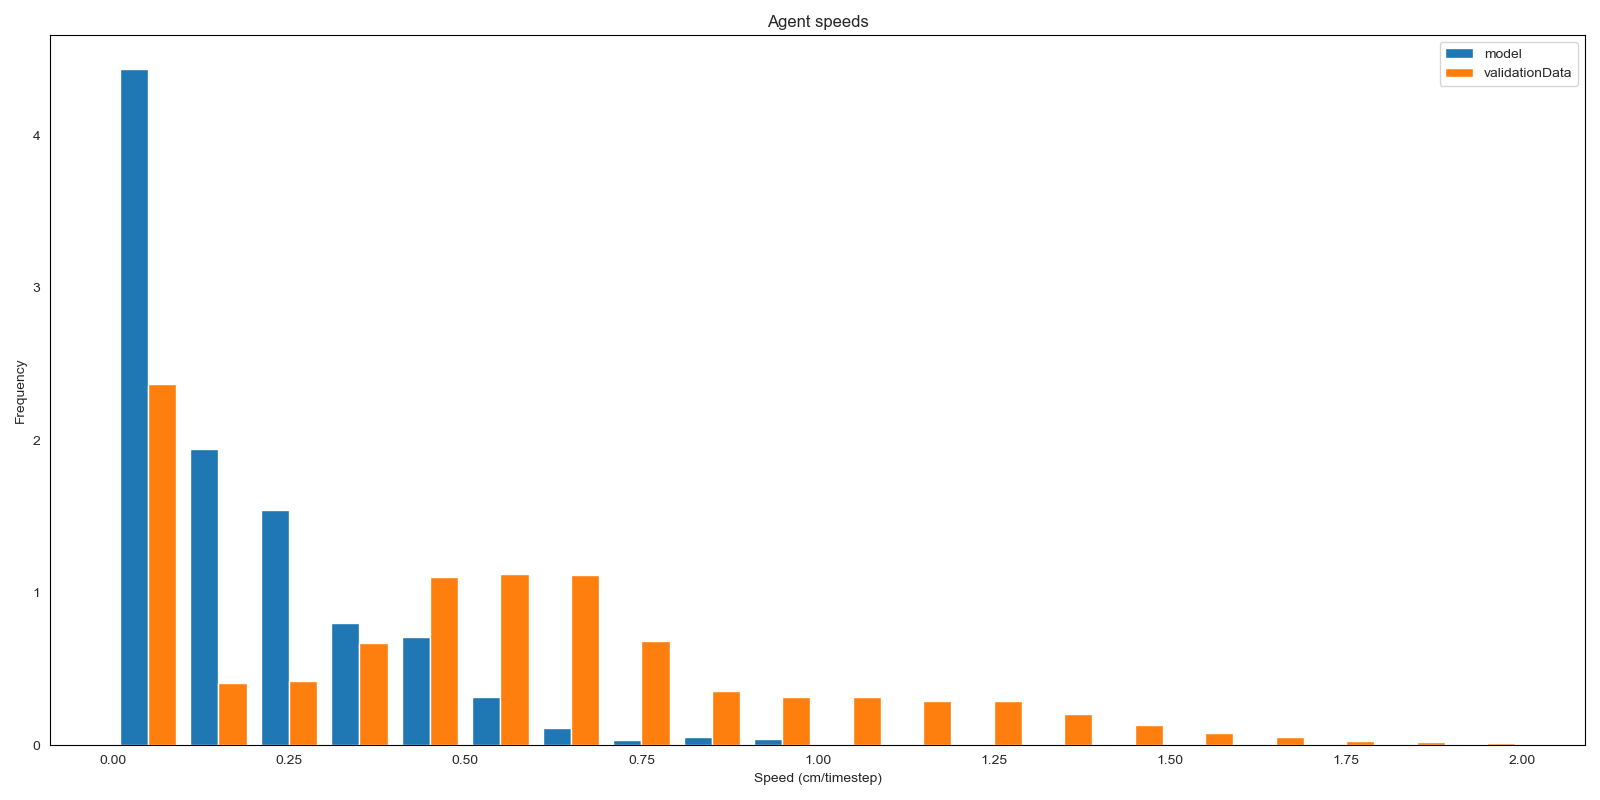 Agent speeds
model
validationData
4
3
2
1
0
Frequency
0.00 0.25 0.50 0.75 1.00 1.25 1.50 1.75 2.00
Speed (cm/timestep)